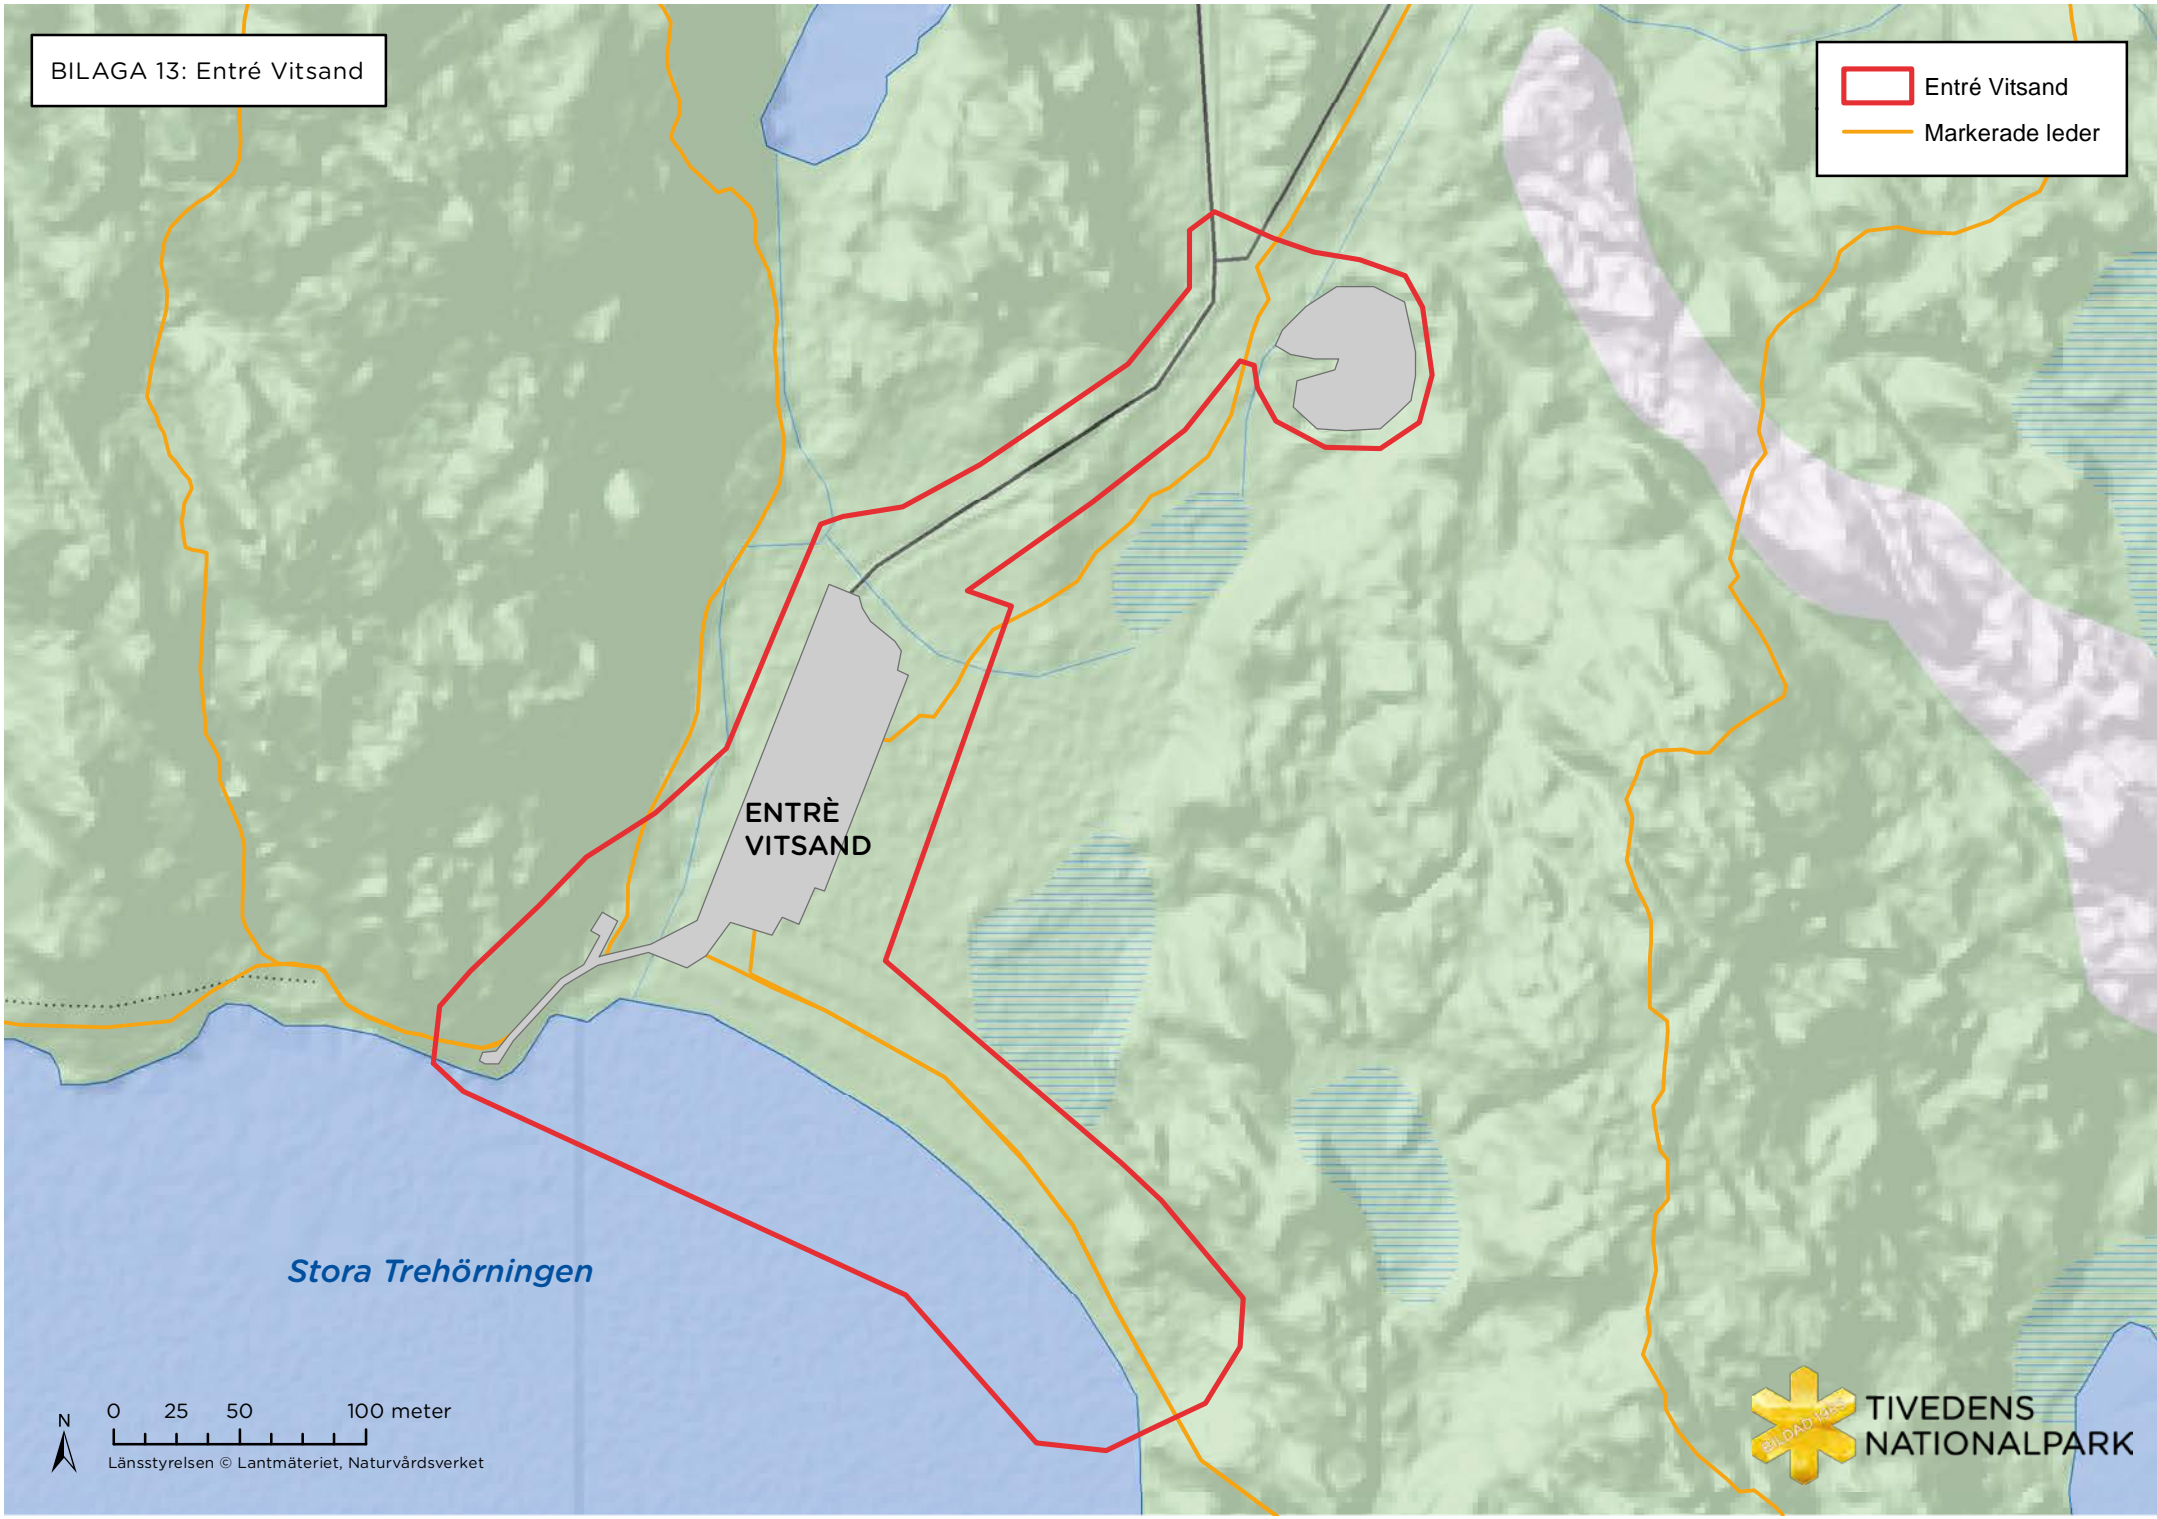 BILAGA 13: Entré Vitsand
Entré Vitsand
Markerade leder
ENTRÈ
VITSAND
Stora Trehörningen
N
0 25 50 100 meter
Länsstyrelsen © Lantmäteriet, Naturvårdsverket
TIVEDENS
NATIONALPARK